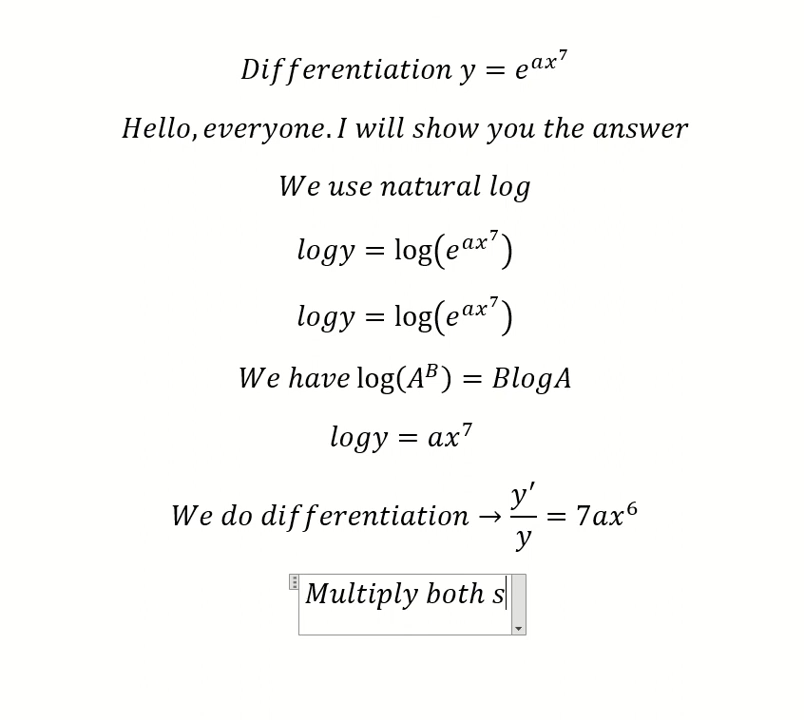 Differentiation y = e^{ax^7}
Hello, everyone. I will show you the answer
We use natural log
logy = log(e^{ax^7})
logy = log(e^{ax^7})
We have log(A^B) = BlogA
logy = ax^7
We do differentiation → y′/y = 7ax^6
Multiply both s